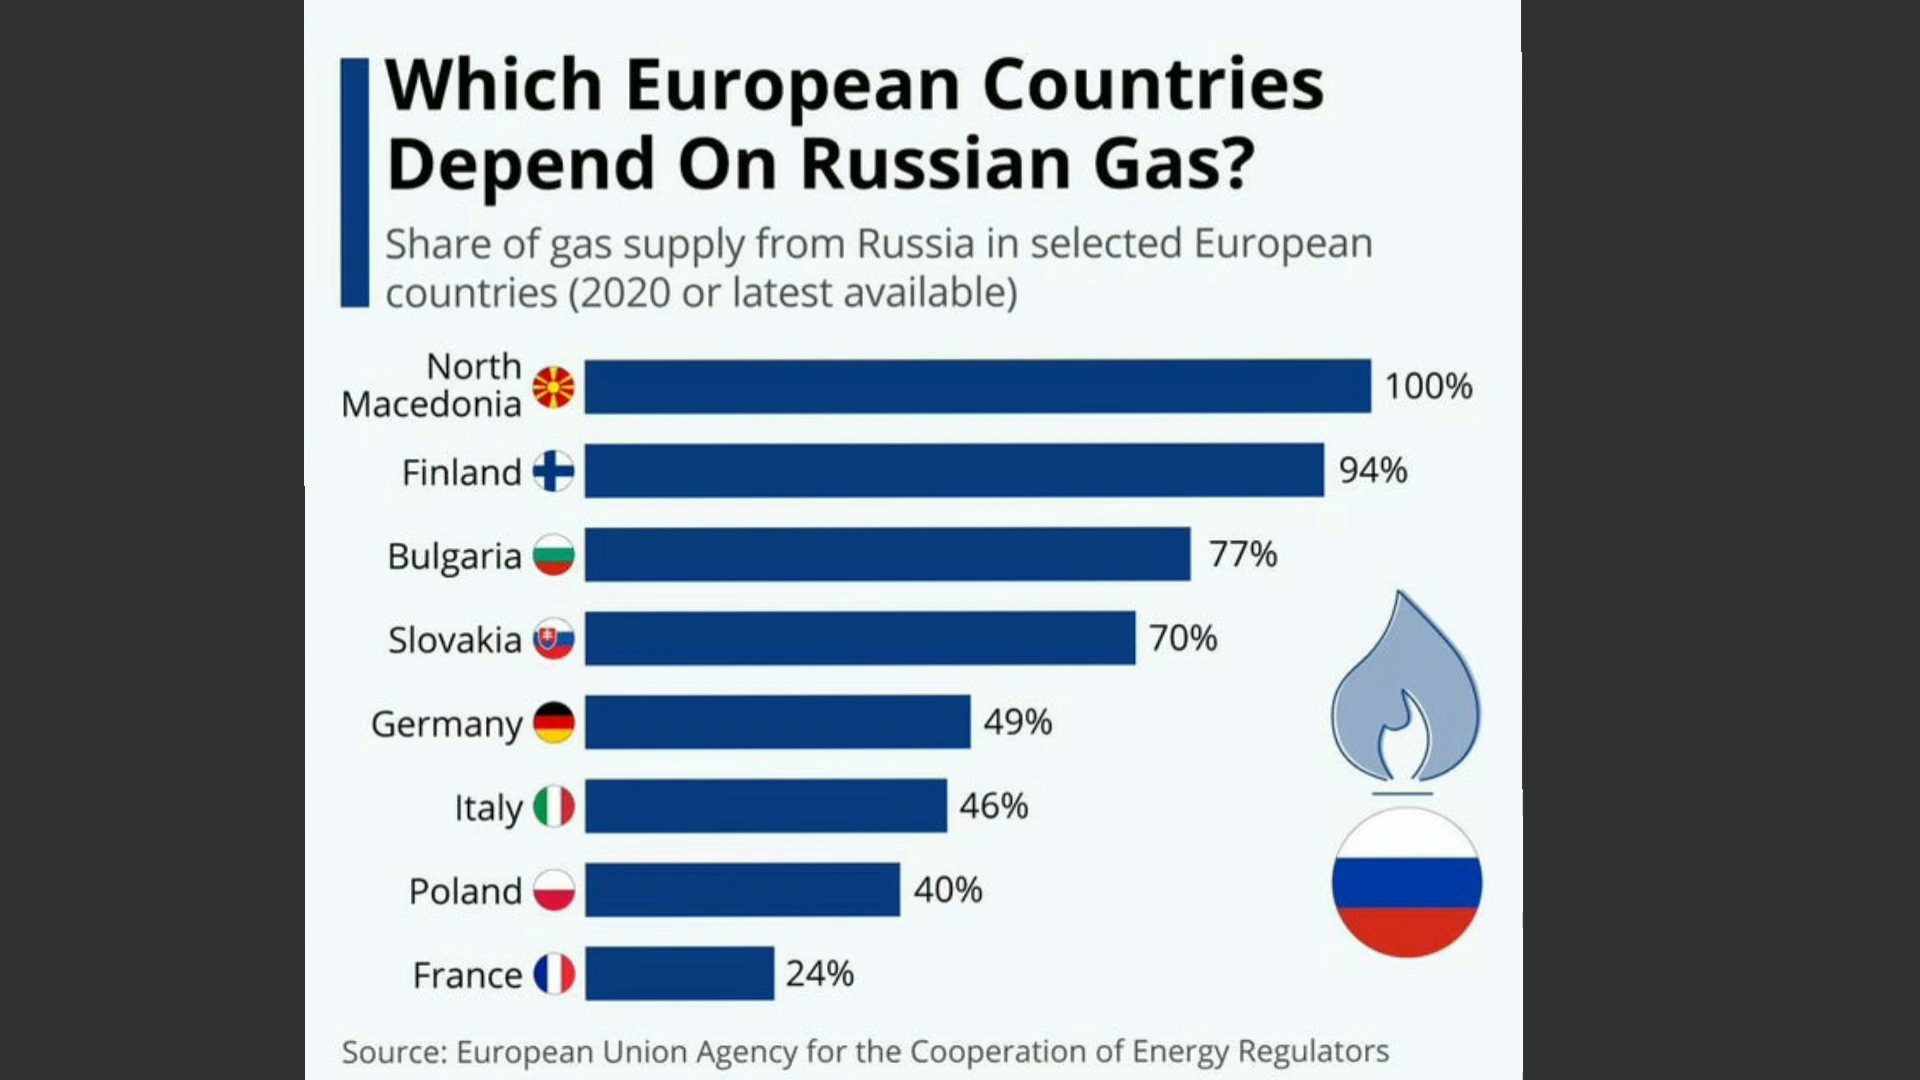 Which European Countries
Depend On Russian Gas?
Share of gas supply from Russia in selected European
countries (2020 or latest available)
North
Macedonia 100%
Finland 94%
Bulgaria 77%
Slovakia 70%
Germany 49%
Italy 46%
Poland 40%
France 24%
Source: European Union Agency for the Cooperation of Energy Regulators